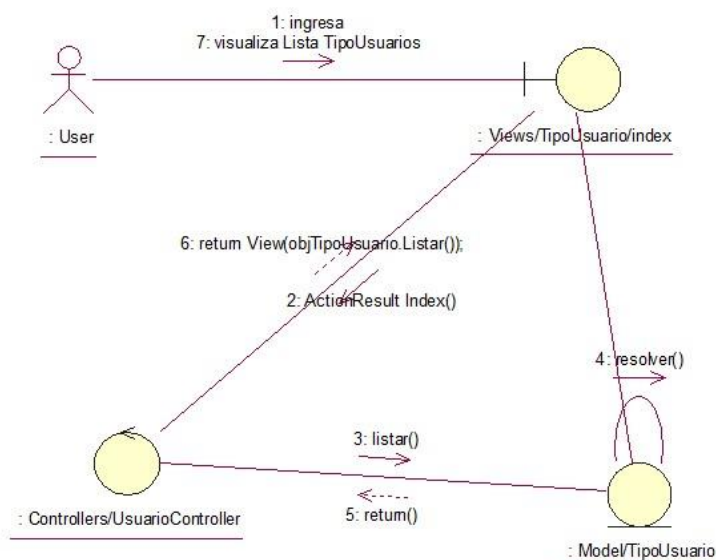 1: ingresa
7: visualiza Lista TipoUsuarios
: User
: Views/TipoUsuario/index
6: return View(objTipoUsuario.Listar());
2: ActionResult Index()
4: resolver()
3: listar()
5: return()
: Controllers/UsuarioController
: Model/TipoUsuario